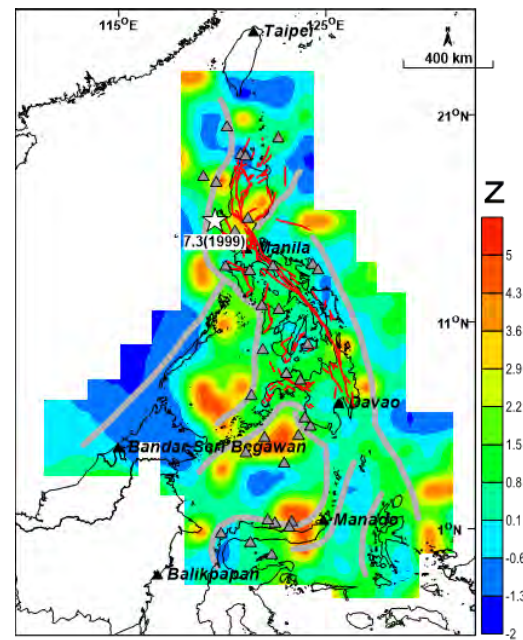 115°E
125°E
Taipei
400 km
21°N
Z
7.3(1999)
Manila
5
4.3
3.6
11°N
2.9
2.2
1.5
Davao
0.8
Bandar Seri Begawan
0.1
-0.6
Manado
1°N
-1.3
Balikpapan
-2